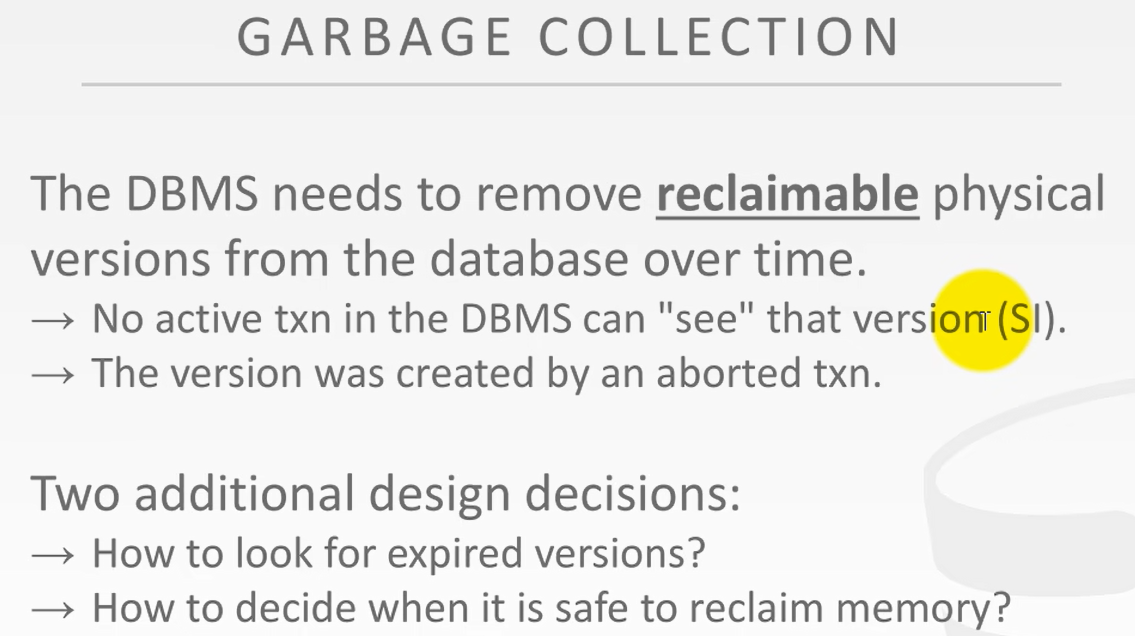 GARBAGE COLLECTION
The DBMS needs to remove reclaimable physical
versions from the database over time.
→ No active txn in the DBMS can "see" that version (SI).
→ The version was created by an aborted txn.
Two additional design decisions:
→ How to look for expired versions?
→ How to decide when it is safe to reclaim memory?